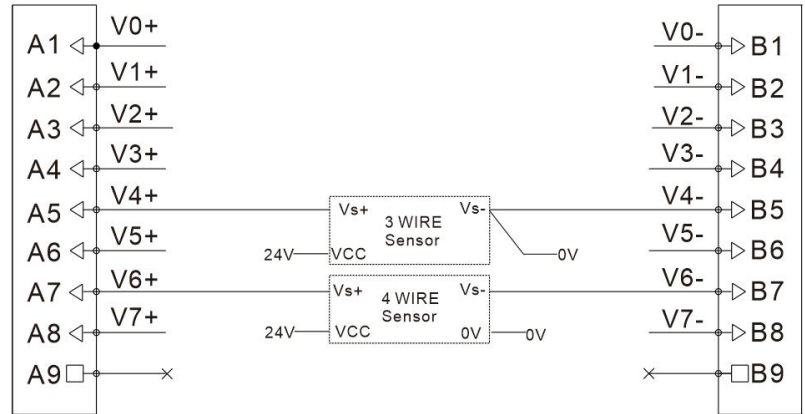 A1 V0+ V0- B1
A2 V1+ V1- B2
A3 V2+ V2- B3
A4 V3+ V3- B4
A5 V4+ Vs+ Vs- V4- B5
3 WIRE
Sensor
A6 V5+ 24V VCC 0V V5- B6
A7 V6+ Vs+ Vs- V6- B7
4 WIRE
Sensor
A8 V7+ 24V VCC 0V 0V V7- B8
A9 B9